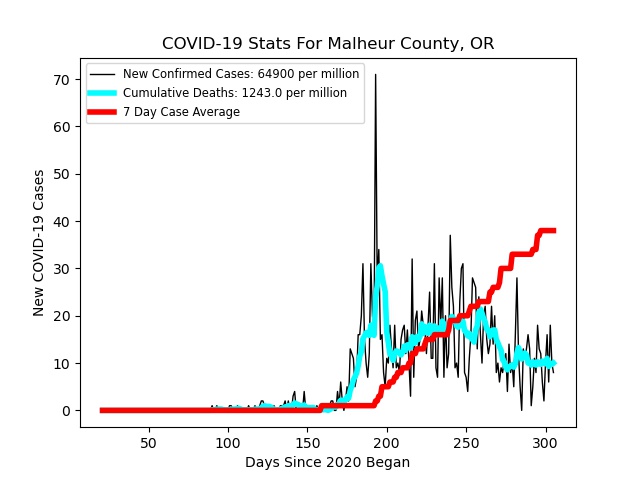 COVID-19 Stats For Malheur County, OR
New Confirmed Cases: 64900 per million
Cumulative Deaths: 1243.0 per million
7 Day Case Average
New COVID-19 Cases
70
60
50
40
30
20
10
0
50 100 150 200 250 300
Days Since 2020 Began